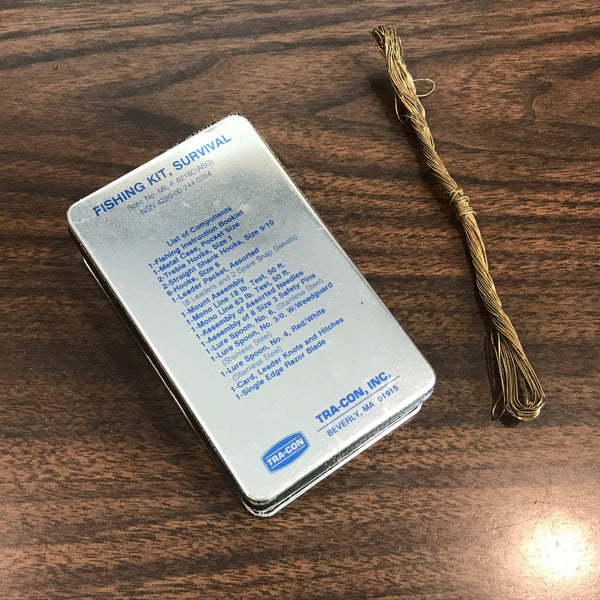 FISHING KIT, SURVIVAL
Spec No. MIL-F-6218C(ASG)
NSN 4220-00-244-0764
List of Components
1-Fishing Instruction Booklet
1-Metal Case, Pocket Size
2-Treble Hooks, Size 1
2-Straight Shank Hooks, Size 9/10
6-Hooks, Size 6
1-Leader Packet, Assorted
(8 Leaders and 2 Spare Snap Swivels)
1-Mount Assembly
1-Mono Line 18 lb. Test, 50 ft.
1-Mono Line 63 lb. Test, 50 ft.
1-Assembly of Assorted Needles
1-Assembly of 8 Size 3 Safety Pins
1-Lure Spoon, No. 6, (Stainless Steel)
1-Lure Spoon, No. 3/0, W/Weedguard
(Stainless Steel)
1-Lure Spoon, No. 4, Red/White
(Stainless Steel)
1-Card, Leader Knots and Hitches
1-Single Edge Razor Blade
TRA-CON, INC.
BEVERLY, MA 01915
TRA-CON